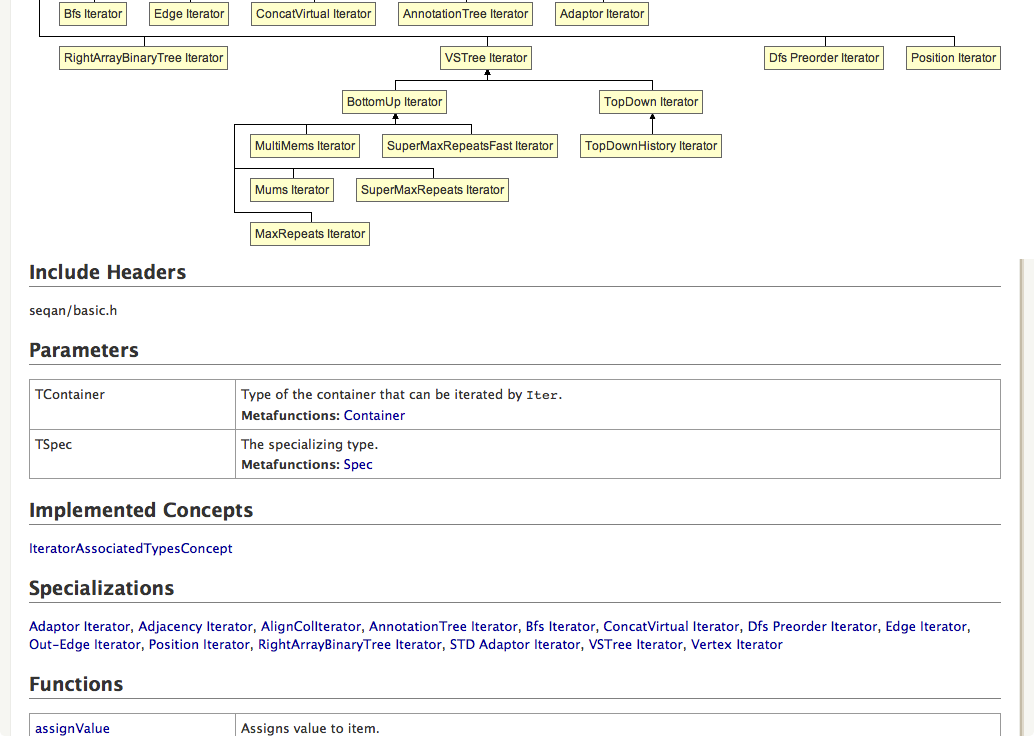 Bfs Iterator Edge Iterator ConcatVirtual Iterator AnnotationTree Iterator Adaptor Iterator
RightArrayBinaryTree Iterator VSTree Iterator Dfs Preorder Iterator Position Iterator
BottomUp Iterator TopDown Iterator
MultiMems Iterator SuperMaxRepeatsFast Iterator TopDownHistory Iterator
Mums Iterator SuperMaxRepeats Iterator
MaxRepeats Iterator
Include Headers
seqan/basic.h
Parameters
TContainer Type of the container that can be iterated by Iter.
Metafunctions: Container
TSpec The specializing type.
Metafunctions: Spec
Implemented Concepts
IteratorAssociatedTypesConcept
Specializations
Adaptor Iterator, Adjacency Iterator, AlignColIterator, AnnotationTree Iterator, Bfs Iterator, ConcatVirtual Iterator, Dfs Preorder Iterator, Edge Iterator,
Out-Edge Iterator, Position Iterator, RightArrayBinaryTree Iterator, STD Adaptor Iterator, VSTree Iterator, Vertex Iterator
Functions
assignValue Assigns value to item.